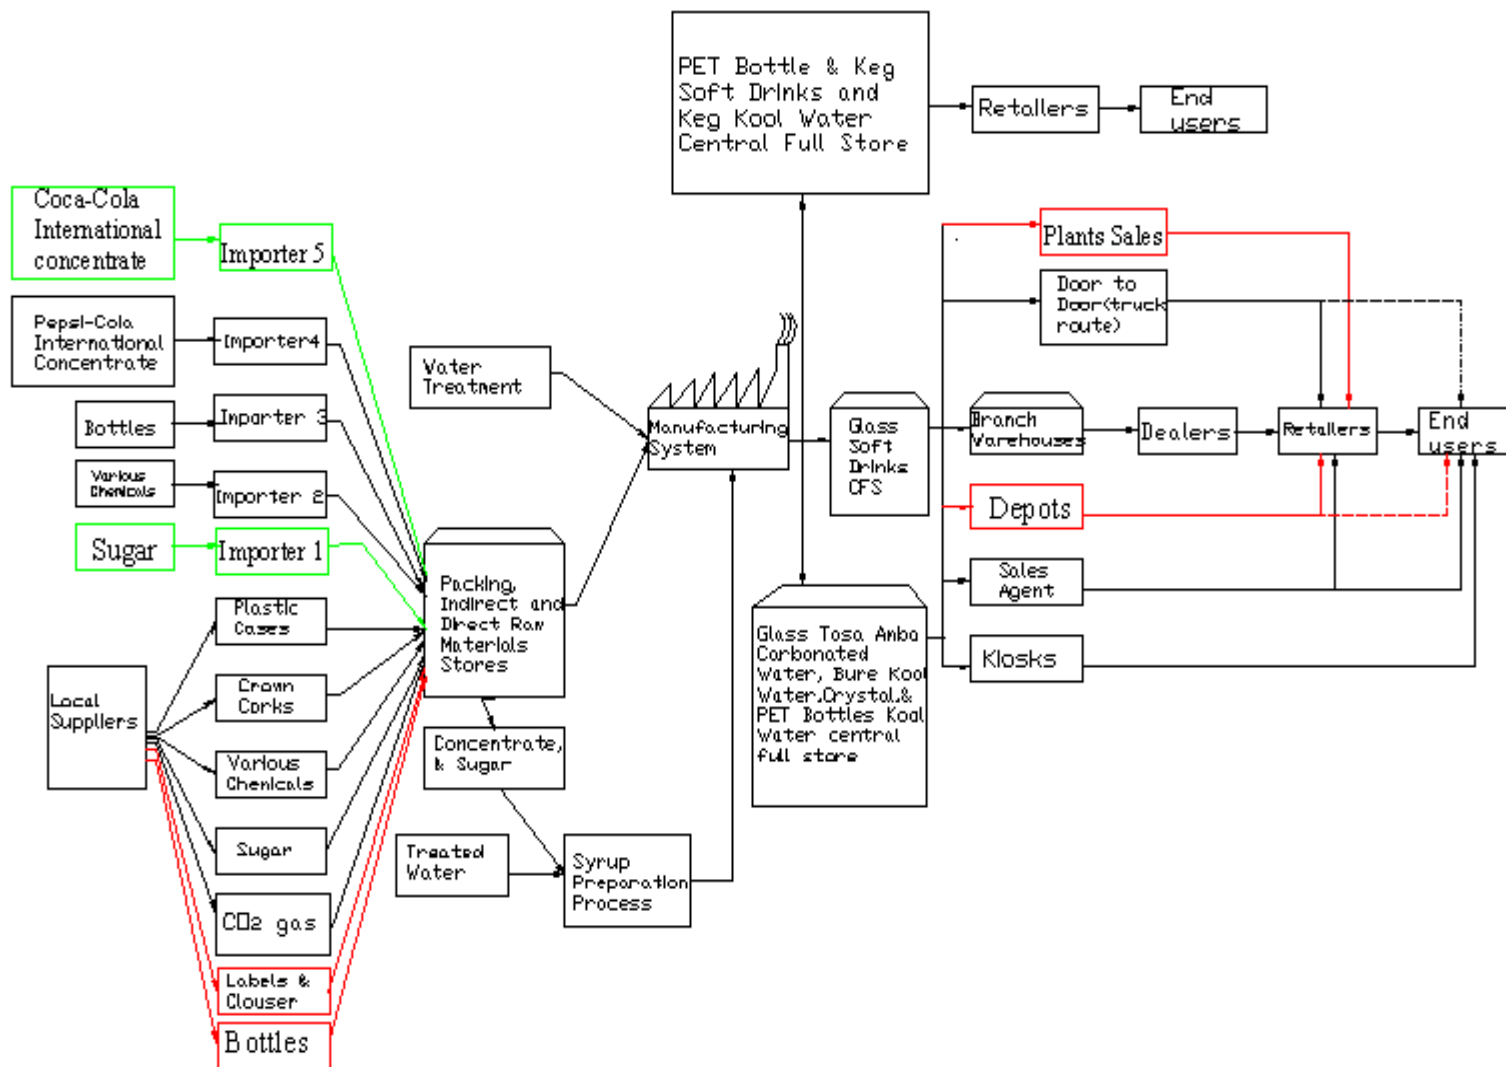 PET Bottle & Keg
Soft Drinks and
Keg Kool Water
Central Full Store
Retailers
End
users
Coca-Cola
International
concentrate
Importer 5
Pepsi-Cola
International
Concentrate
Importer4
Bottles
Importer 3
Various
Chemicals
Importer 2
Sugar
Importer 1
Local
Suppliers
Plastic
Cases
Crown
Corks
Various
Chemicals
Sugar
CO2 gas
Labels &
Clouser
Bottles
Water
Treatment
Packing,
Indirect and
Direct Raw
Materials
Stores
Concentrate,
& Sugar
Treated
Water
Syrup
Preparation
Process
Manufacturing
System
Glass
Soft
Drinks
CFS
Glass Tosa Ambo
Carbonated
Water, Bure Kool
Water,Crystal,&
PET Bottles Kool
Water central
full store
Plants Sales
Door to
Door(truck
route)
Branch
Warehouses
Dealers
Retailers
End
users
Depots
Sales
Agent
Kiosks